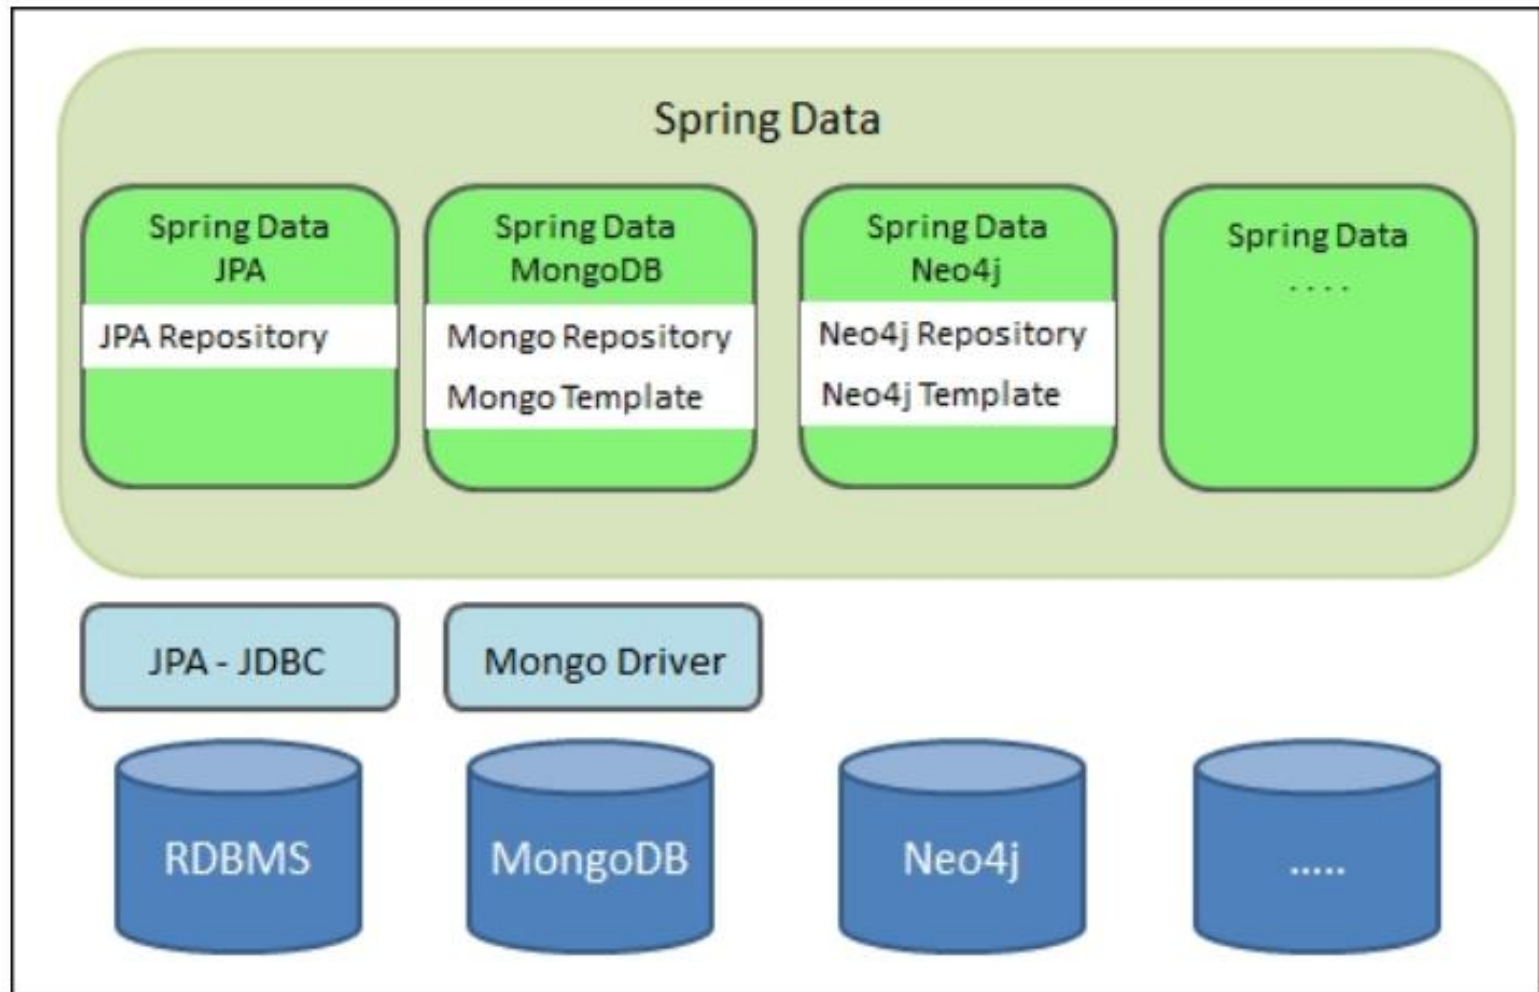 Spring Data
Spring Data
JPA
JPA Repository
Spring Data
MongoDB
Mongo Repository
Mongo Template
Spring Data
Neo4j
Neo4j Repository
Neo4j Template
Spring Data
. . . .
JPA - JDBC
Mongo Driver
RDBMS
MongoDB
Neo4j
.....